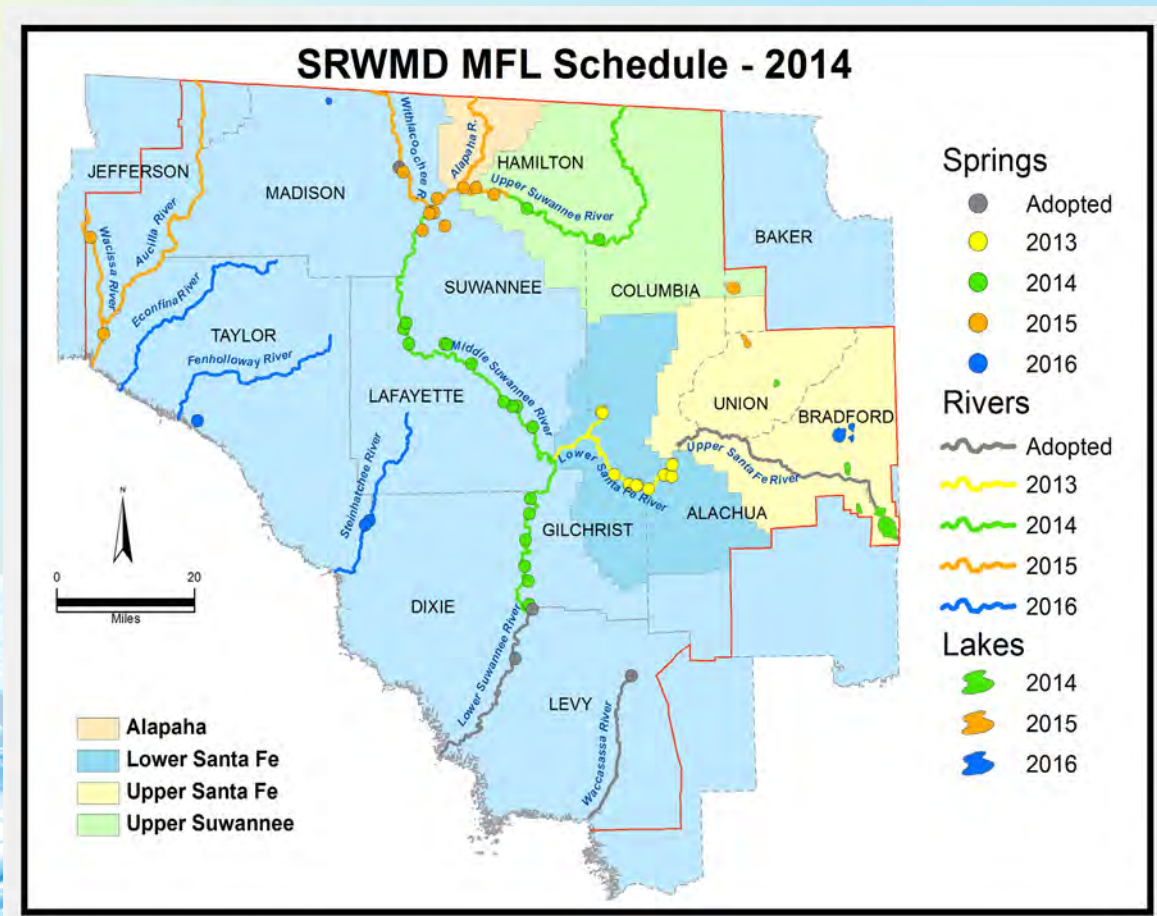 SRWMD MFL Schedule - 2014
JEFFERSON
MADISON
HAMILTON
BAKER
COLUMBIA
SUWANNEE
TAYLOR
LAFAYETTE
UNION
BRADFORD
ALACHUA
GILCHRIST
DIXIE
LEVY
Wacissa River
Aucilla River
Econfina River
Fenholloway River
Steinhatchee River
Withlacoochee R.
Alapaha R.
Upper Suwannee River
Middle Suwannee River
Lower Santa Fe River
Upper Santa Fe River
Lower Suwannee River
Waccasassa River
N
0 20
Miles
Alapaha
Lower Santa Fe
Upper Santa Fe
Upper Suwannee
Springs
Adopted
2013
2014
2015
2016
Rivers
Adopted
2013
2014
2015
2016
Lakes
2014
2015
2016